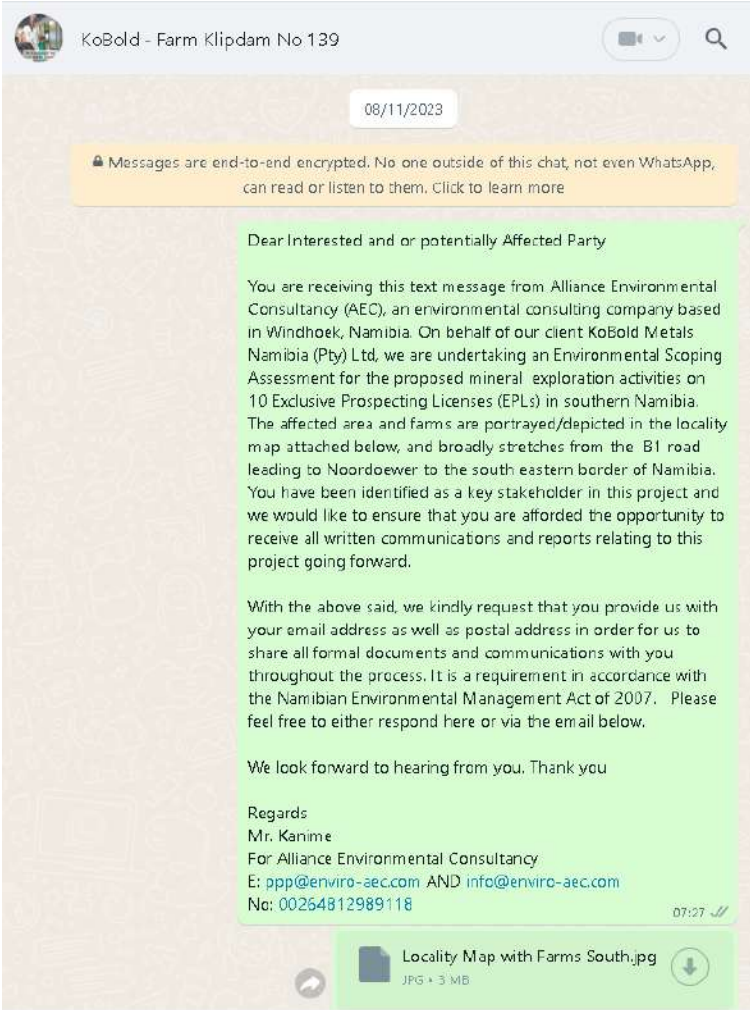 KoBold - Farm Klipdam No 139
08/11/2023
Messages are end-to-end encrypted. No one outside of this chat, not even WhatsApp,
can read or listen to them. Click to learn more
Dear Interested and or potentially Affected Party
You are receiving this text message from Alliance Environmental
Consultancy (AEC), an environmental consulting company based
in Windhoek, Namibia. On behalf of our client KoBold Metals
Namibia (Pty) Ltd, we are undertaking an Environmental Scoping
Assessment for the proposed mineral exploration activities on
10 Exclusive Prospecting Licenses (EPLs) in southern Namibia.
The affected area and farms are portrayed/depicted in the locality
map attached below, and broadly stretches from the B1 road
leading to Noordoewer to the south eastern border of Namibia.
You have been identified as a key stakeholder in this project and
we would like to ensure that you are afforded the opportunity to
receive all written communications and reports relating to this
project going forward.
With the above said, we kindly request that you provide us with
your email address as well as postal address in order for us to
share all formal documents and communications with you
throughout the process. It is a requirement in accordance with
the Namibian Environmental Management Act of 2007. Please
feel free to either respond here or via the email below.
We look forward to hearing from you. Thank you
Regards
Mr. Kanime
For Alliance Environmental Consultancy
E: ppp@enviro-aec.com AND info@enviro-aec.com
No: 00264812989118
07:27
Locality Map with Farms South.jpg
JPG • 3 MB